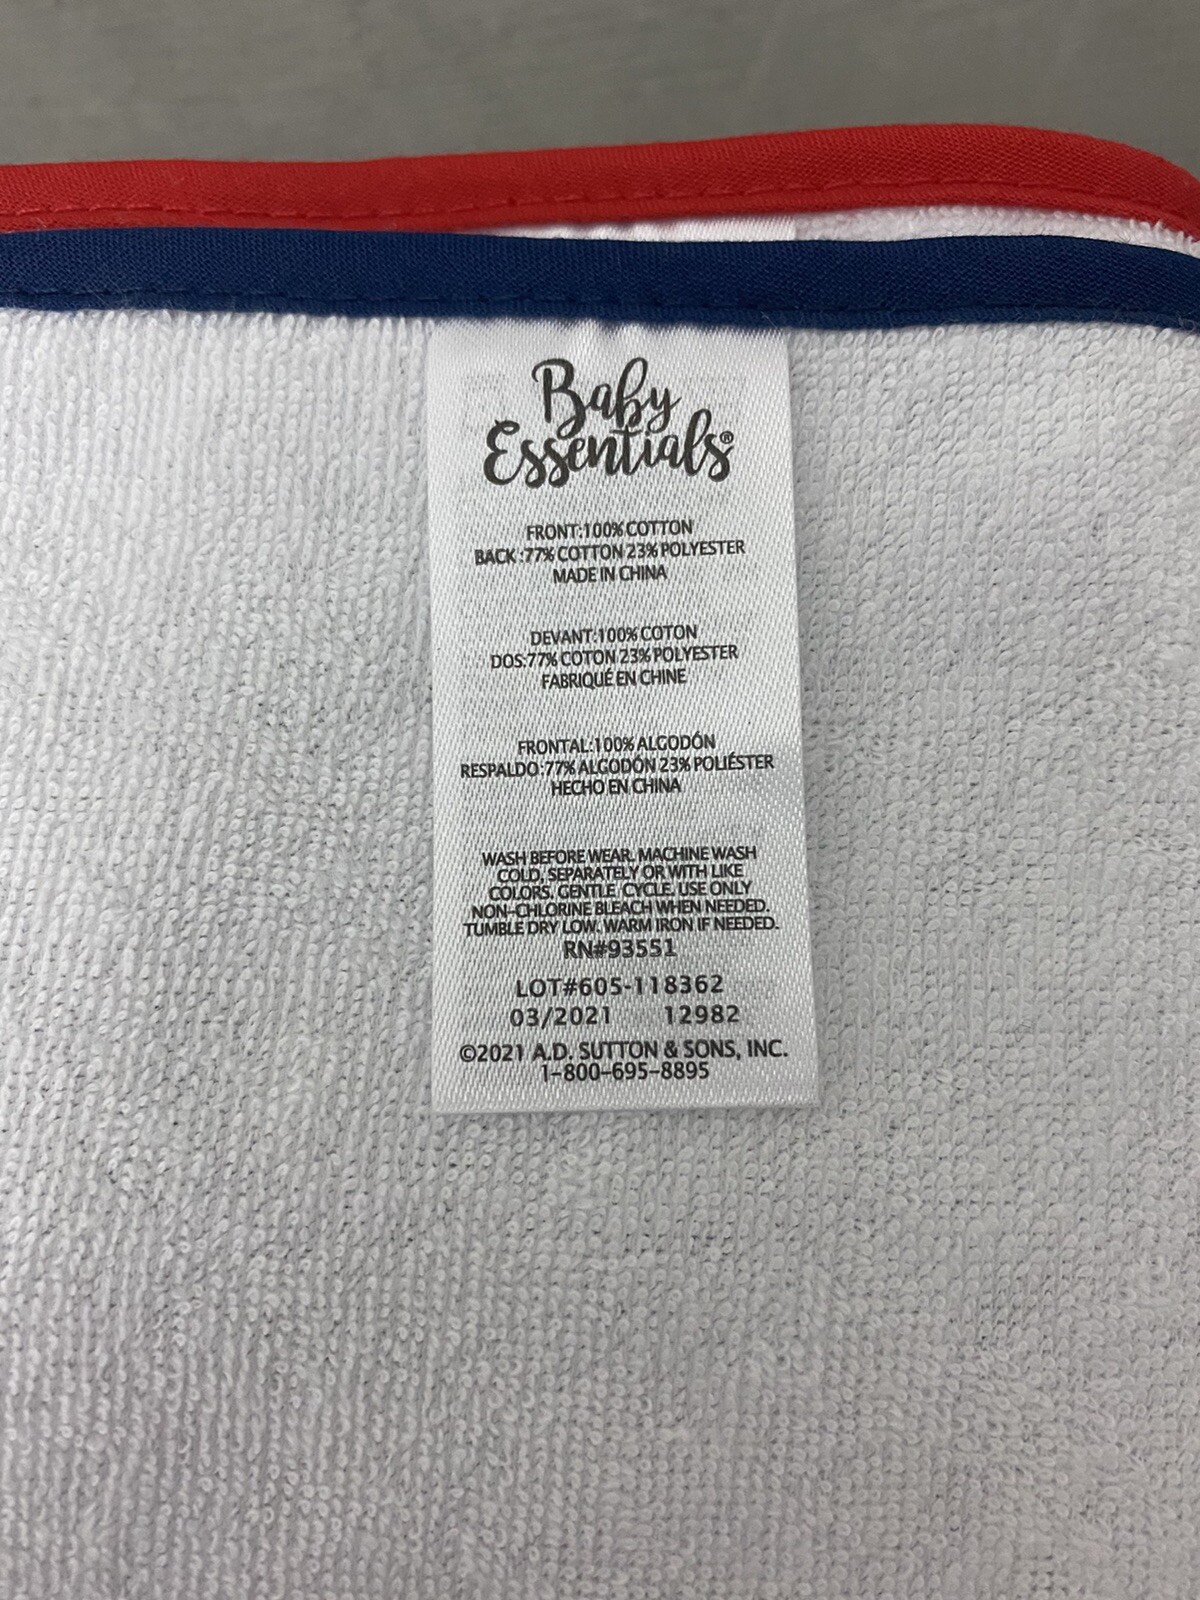 Baby
Essentials®
FRONT:100% COTTON
BACK :77% COTTON 23% POLYESTER
MADE IN CHINA
DEVANT:100% COTON
DOS:77% COTON 23% POLYESTER
FABRIQUÉ EN CHINE
FRONTAL:100% ALGODÓN
RESPALDO:77% ALGODÓN 23% POLIÉSTER
HECHO EN CHINA
WASH BEFORE WEAR. MACHINE WASH
COLD, SEPARATELY OR WITH LIKE
COLORS, GENTLE CYCLE. USE ONLY
NON-CHLORINE BLEACH WHEN NEEDED.
TUMBLE DRY LOW. WARM IRON IF NEEDED.
RN#93551
LOT#605-118362
03/2021 12982
©2021 A.D. SUTTON & SONS, INC.
1-800-695-8895